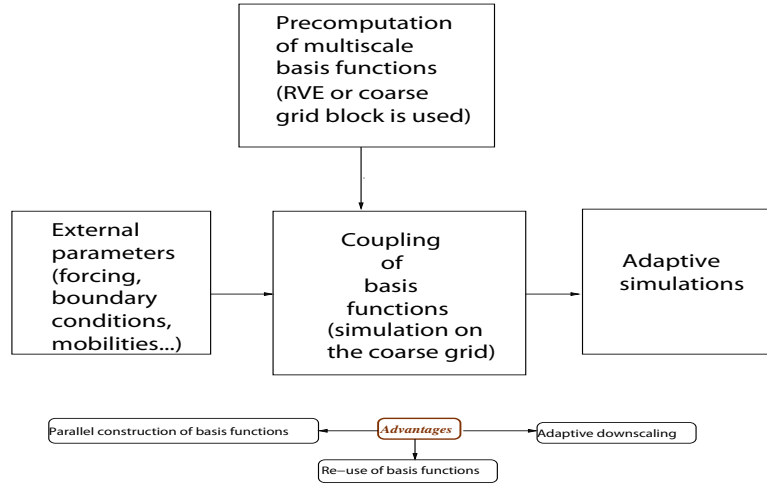 Precomputation
of multiscale
basis functions
(RVE or coarse
grid block is used)
External
parameters
(forcing,
boundary
conditions,
mobilities...)
Coupling
of
basis
functions
(simulation on
the coarse grid)
Adaptive
simulations
Parallel construction of basis functions
Advantages
Adaptive downscaling
Re−use of basis functions